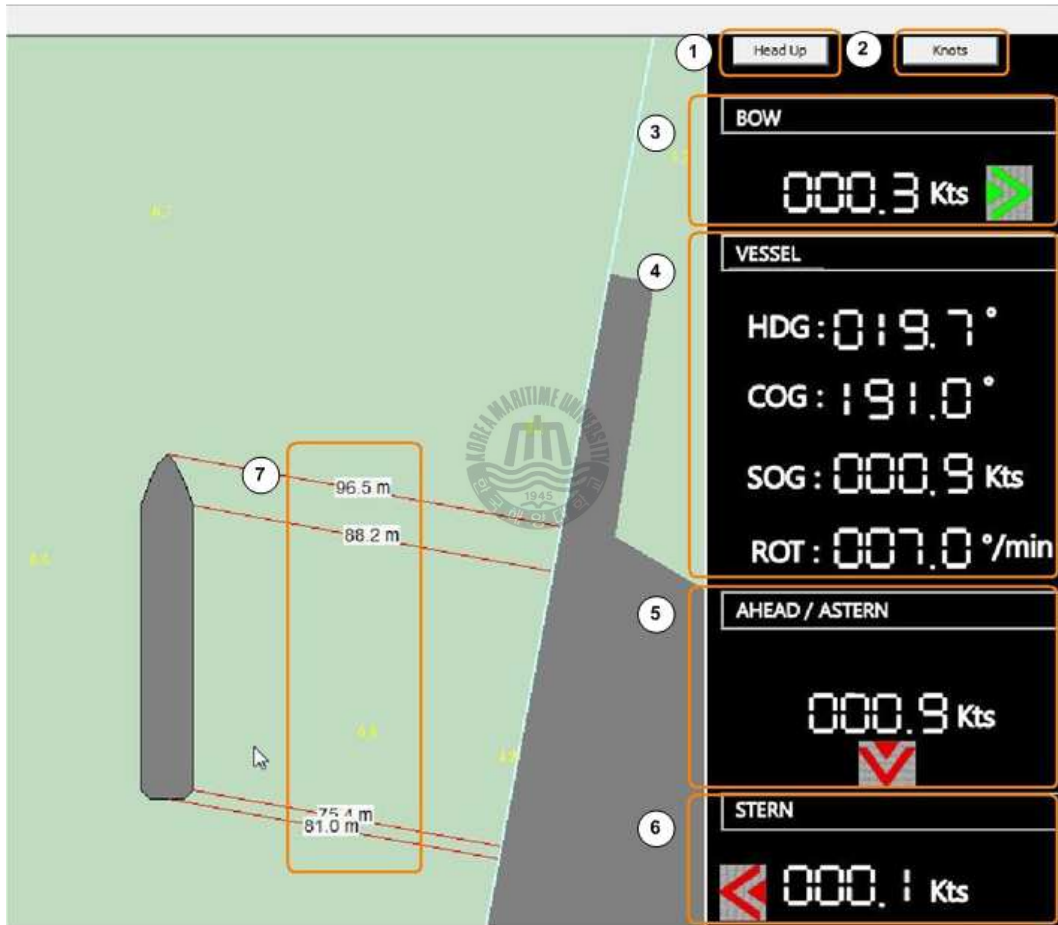 1
Head Up
2
Knots
3
BOW
000.3 Kts
4
VESSEL
HDG : 019.7 °
COG : 191.0 °
SOG : 000.9 Kts
ROT : 007.0 °/min
5
AHEAD / ASTERN
000.9 Kts
6
STERN
000.1 Kts
7
96.5 m
88.2 m
75.4 m
81.0 m
KOREA MARITIME UNIVERSITY
1945